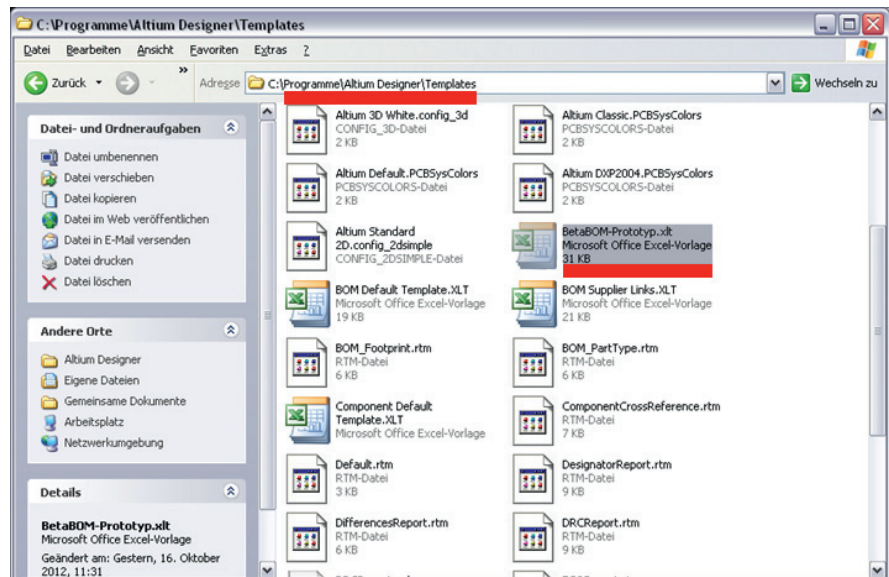 C:\Programme\Altium Designer\Templates
Datei Bearbeiten Ansicht Favoriten Extras ?
Zurück
»
Adresse C:\Programme\Altium Designer\Templates Wechseln zu
Datei- und Ordneraufgaben
Datei umbenennen
Datei verschieben
Datei kopieren
Datei im Web veröffentlichen
Datei in E-Mail versenden
Datei drucken
Datei löschen
Andere Orte
Altium Designer
Eigene Dateien
Gemeinsame Dokumente
Arbeitsplatz
Netzwerkumgebung
Details
BetaBOM-Prototyp.xlt
Microsoft Office Excel-Vorlage
Geändert am: Gestern, 16. Oktober
2012, 11:31
Altium 3D White.config_3d
CONFIG_3D-Datei
2 KB
Altium Classic.PCBSysColors
PCBSYSCOLORS-Datei
2 KB
Altium Default.PCBSysColors
PCBSYSCOLORS-Datei
2 KB
Altium DXP2004.PCBSysColors
PCBSYSCOLORS-Datei
2 KB
Altium Standard
2D.config_2dsimple
CONFIG_2DSIMPLE-Datei
BetaBOM-Prototyp.xlt
Microsoft Office Excel-Vorlage
31 KB
BOM Default Template.XLT
Microsoft Office Excel-Vorlage
19 KB
BOM Supplier Links.XLT
Microsoft Office Excel-Vorlage
21 KB
BOM_Footprint.rtm
RTM-Datei
6 KB
BOM_PartType.rtm
RTM-Datei
6 KB
Component Default
Template.XLT
Microsoft Office Excel-Vorlage
ComponentCrossReference.rtm
RTM-Datei
7 KB
Default.rtm
RTM-Datei
3 KB
DesignatorReport.rtm
RTM-Datei
9 KB
DifferencesReport.rtm
RTM-Datei
6 KB
DRCReport.rtm
RTM-Datei
9 KB